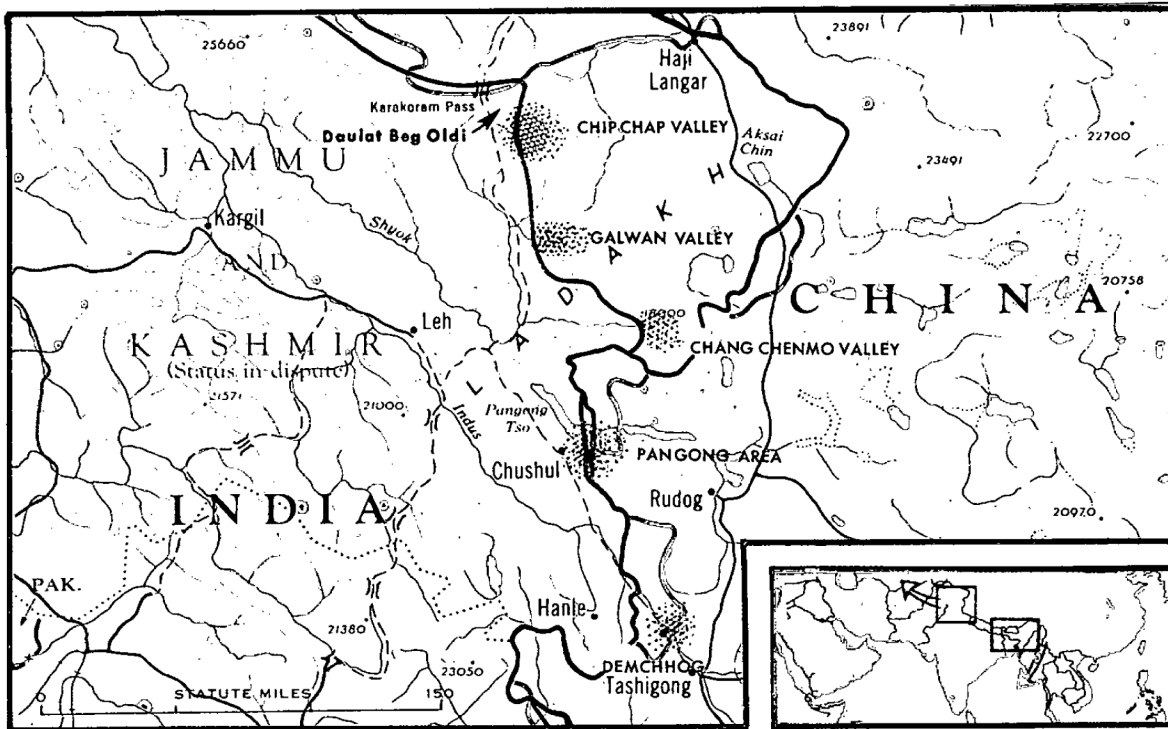 25660
23891
Haji
Langar
Karakoram Pass
Daulat Beg Oldi
CHIP CHAP VALLEY
Aksai
Chin
22700
23491
JAMMU
Kargil
Shyok
GALWAN VALLEY
AND
LADAKH
CHINA
20758
18000
Leh
KASHMIR
(Status in dispute)
CHANG CHENMO VALLEY
21571
21000
Indus
Pangong
Tso
Chushul
PANGONG AREA
Rudog
INDIA
20970
PAK.
Hanle
21380
23050
DEMCHHOG
Tashigong
0 STATUTE MILES 150